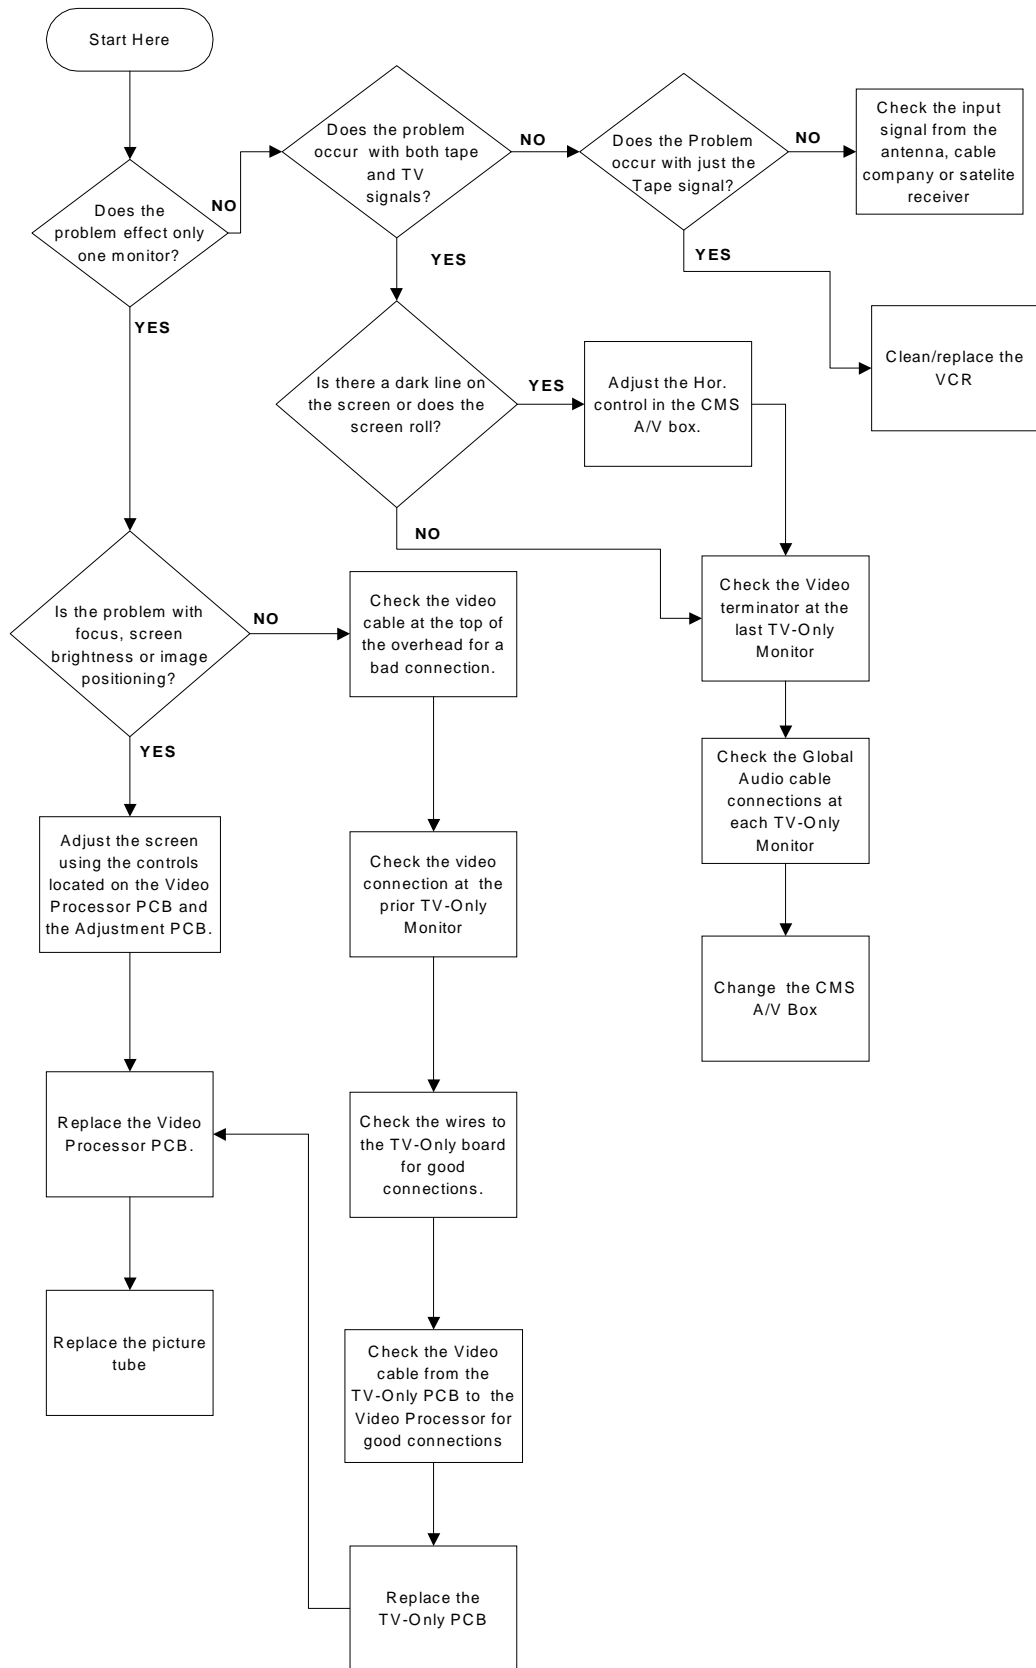 Start Here
Does the
problem effect only
one monitor?
NO
YES
Does the problem
occur with both tape
and TV
signals?
NO
YES
Does the Problem
occur with just the
Tape signal?
NO
YES
Check the input
signal from the
antenna, cable
company or satelite
receiver
Clean/replace the
VCR
Is there a dark line on
the screen or does the
screen roll?
YES
NO
Adjust the Hor.
control in the CMS
A/V box.
Check the Video
terminator at the
last TV-Only
Monitor
Check the Global
Audio cable
connections at
each TV-Only
Monitor
Change the CMS
A/V Box
Is the problem with
focus, screen
brightness or image
positioning?
NO
YES
Check the video
cable at the top of
the overhead for a
bad connection.
Check the video
connection at the
prior TV-Only
Monitor
Check the wires to
the TV-Only board
for good
connections.
Check the Video
cable from the
TV-Only PCB to the
Video Processor for
good connections
Replace the
TV-Only PCB
Adjust the screen
using the controls
located on the Video
Processor PCB and
the Adjustment PCB.
Replace the Video
Processor PCB.
Replace the picture
tube